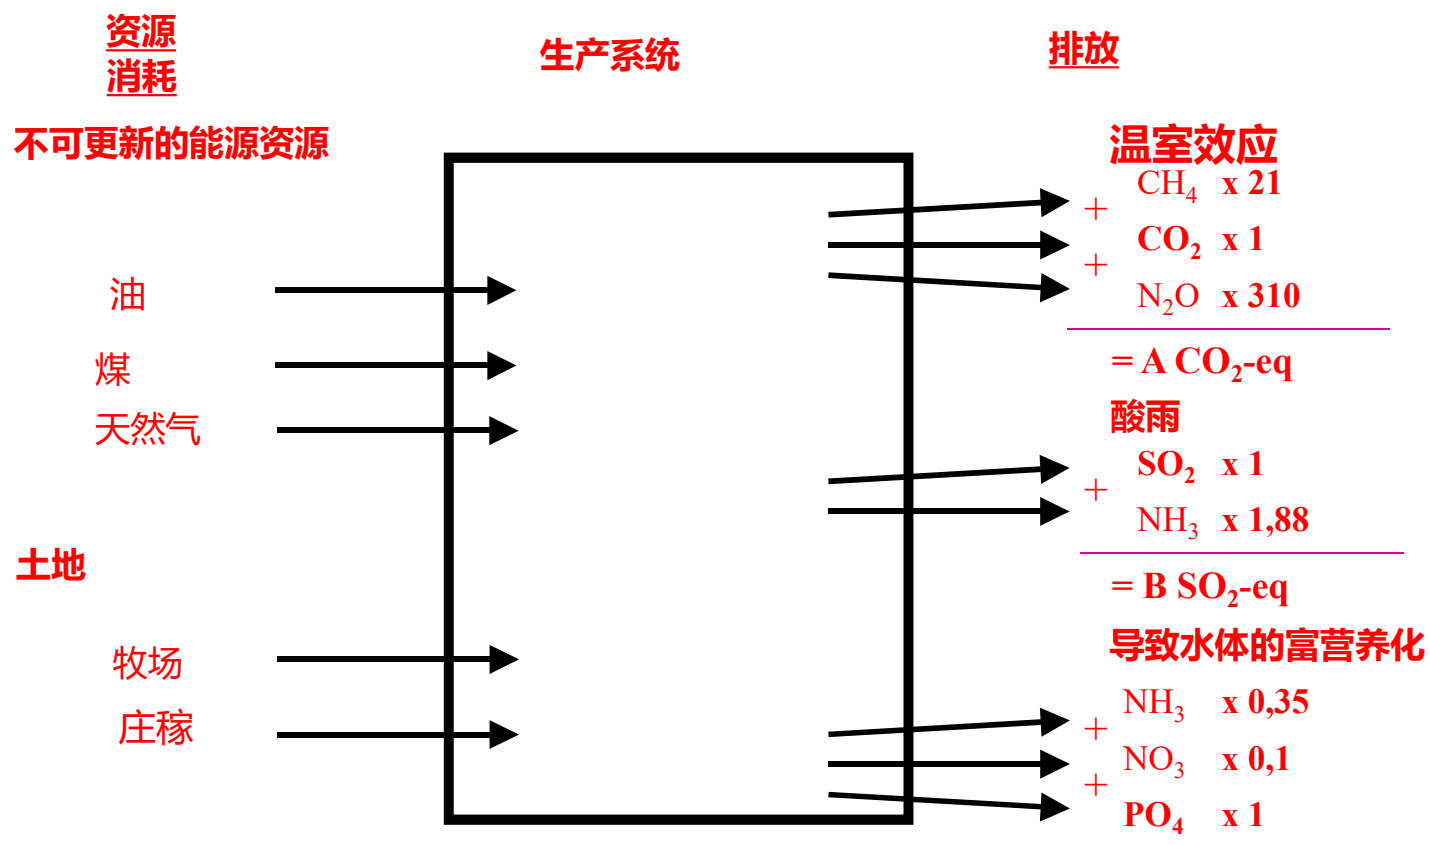 资源
消耗
生产系统
排放
不可更新的能源资源
温室效应
CH₄ x 21
+
CO₂ x 1
+
N₂O x 310
= A CO₂-eq
油
煤
天然气
酸雨
SO₂ x 1
+
NH₃ x 1,88
= B SO₂-eq
土地
牧场
庄稼
导致水体的富营养化
NH₃ x 0,35
+
NO₃ x 0,1
+
PO₄ x 1